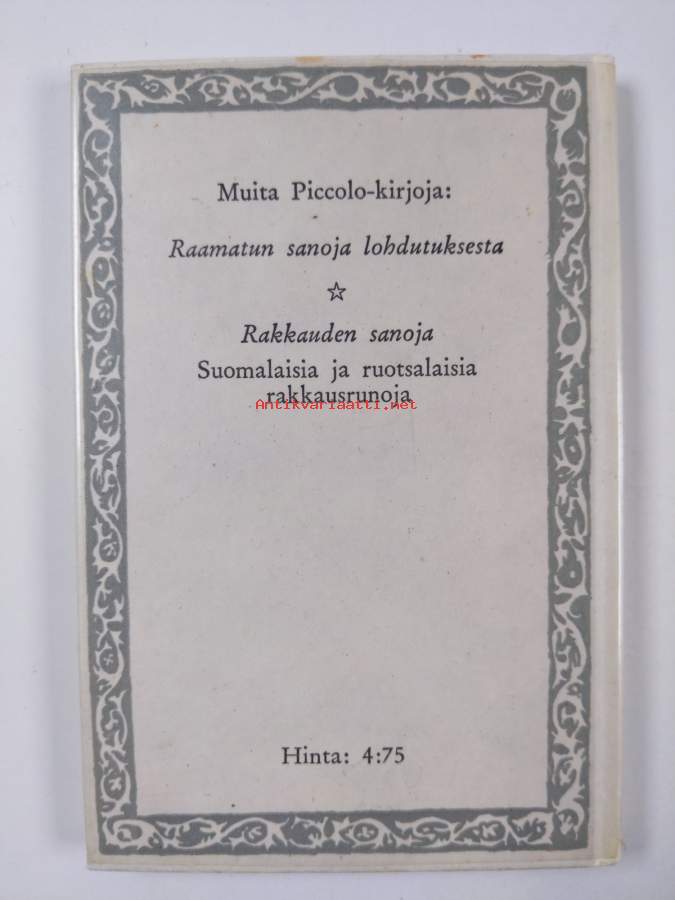 Muita Piccolo-kirjoja:
Raamatun sanoja lohdutuksesta
☆
Rakkauden sanoja
Suomalaisia ja ruotsalaisia
rakkausrunoja
Antikvariaatti.net
Hinta: 4:75